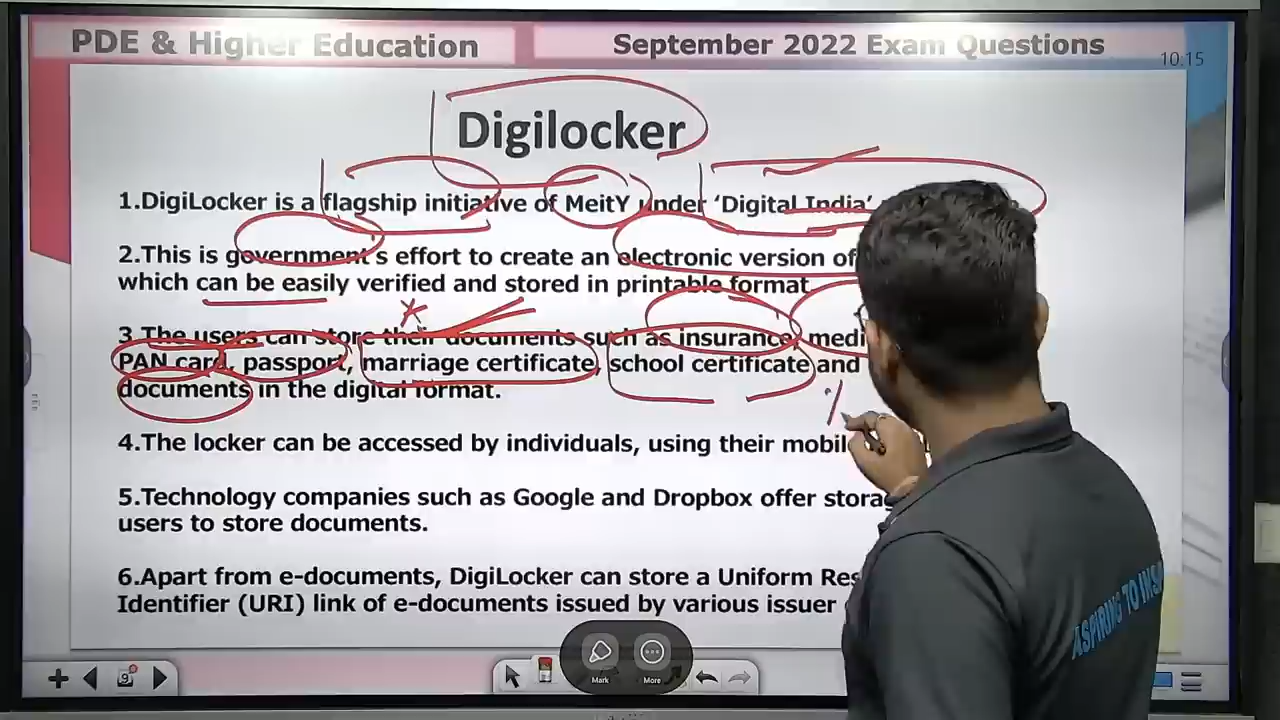 PDE & Higher Education
September 2022 Exam Questions
10:15
Digilocker
1.DigiLocker is a flagship initiative of MeitY under ‘Digital India’
2.This is government's effort to create an electronic version of
which can be easily verified and stored in printable format
3.The users can store their documents such as insurance, medi
PAN card, passport, marriage certificate, school certificate and
documents in the digital format.
4.The locker can be accessed by individuals, using their mobil
5.Technology companies such as Google and Dropbox offer stora
users to store documents.
6.Apart from e-documents, DigiLocker can store a Uniform Res
Identifier (URI) link of e-documents issued by various issuer
ASPIRING TO INS
9
Mark
More